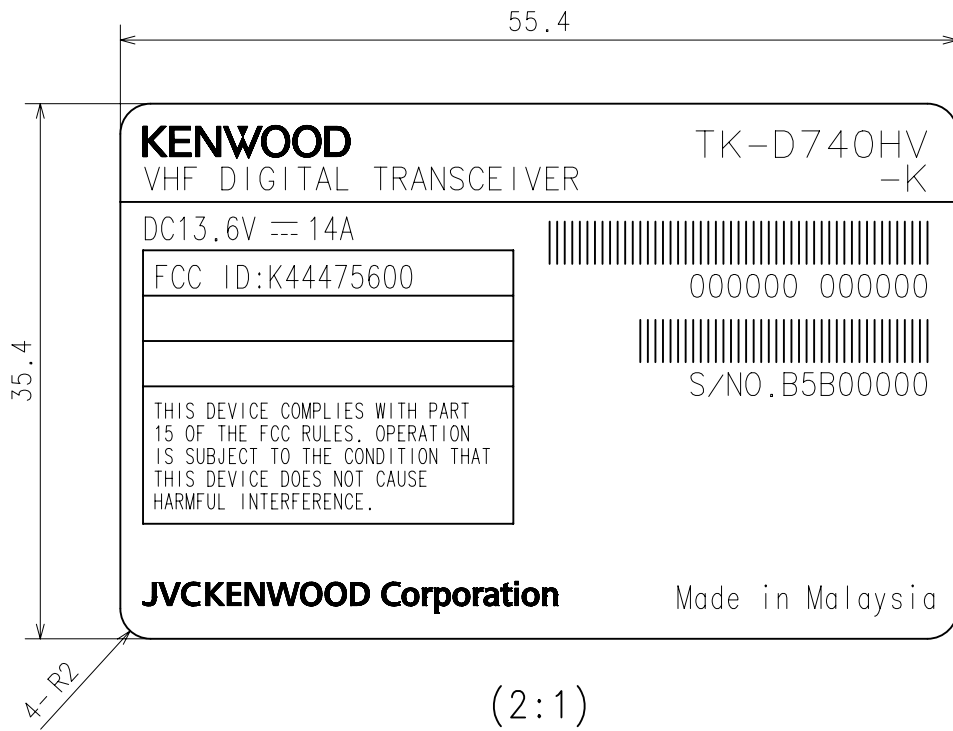 55.4
KENWOOD
TK-D740HV
VHF DIGITAL TRANSCEIVER
-K
DC13.6V ⎓ 14A
FCC ID:K44475600
000000 000000
S/NO.B5B00000
THIS DEVICE COMPLIES WITH PART
15 OF THE FCC RULES. OPERATION
IS SUBJECT TO THE CONDITION THAT
THIS DEVICE DOES NOT CAUSE
HARMFUL INTERFERENCE.
35.4
JVCKENWOOD Corporation
Made in Malaysia
4-R2
(2:1)